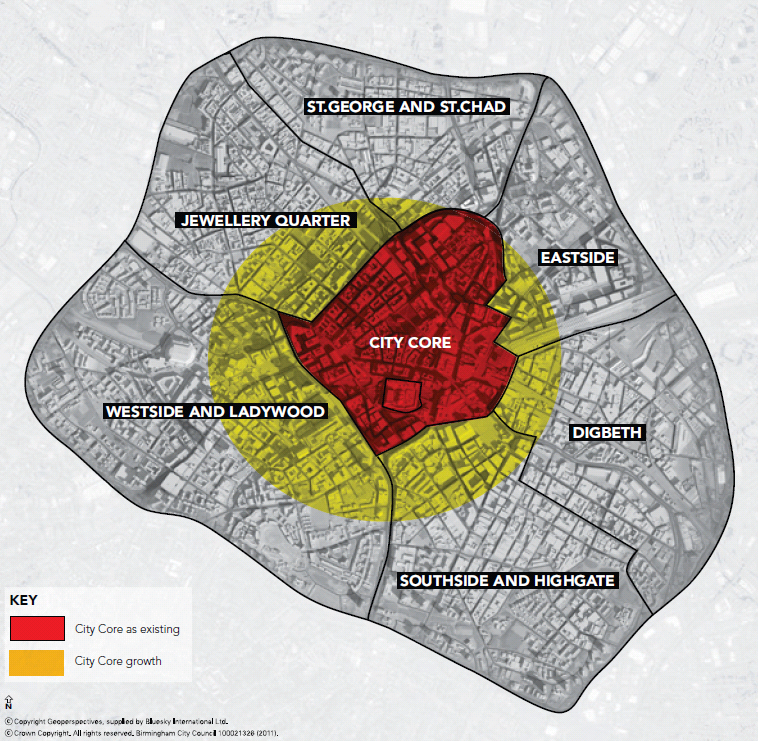 ST.GEORGE AND ST.CHAD
JEWELLERY QUARTER
EASTSIDE
CITY CORE
WESTSIDE AND LADYWOOD
DIGBETH
SOUTHSIDE AND HIGHGATE
KEY
City Core as existing
City Core growth
N
© Copyright Geoperspectives, supplied by Bluesky International Ltd.
© Crown Copyright. All rights reserved. Birmingham City Council 100021326 (2011).